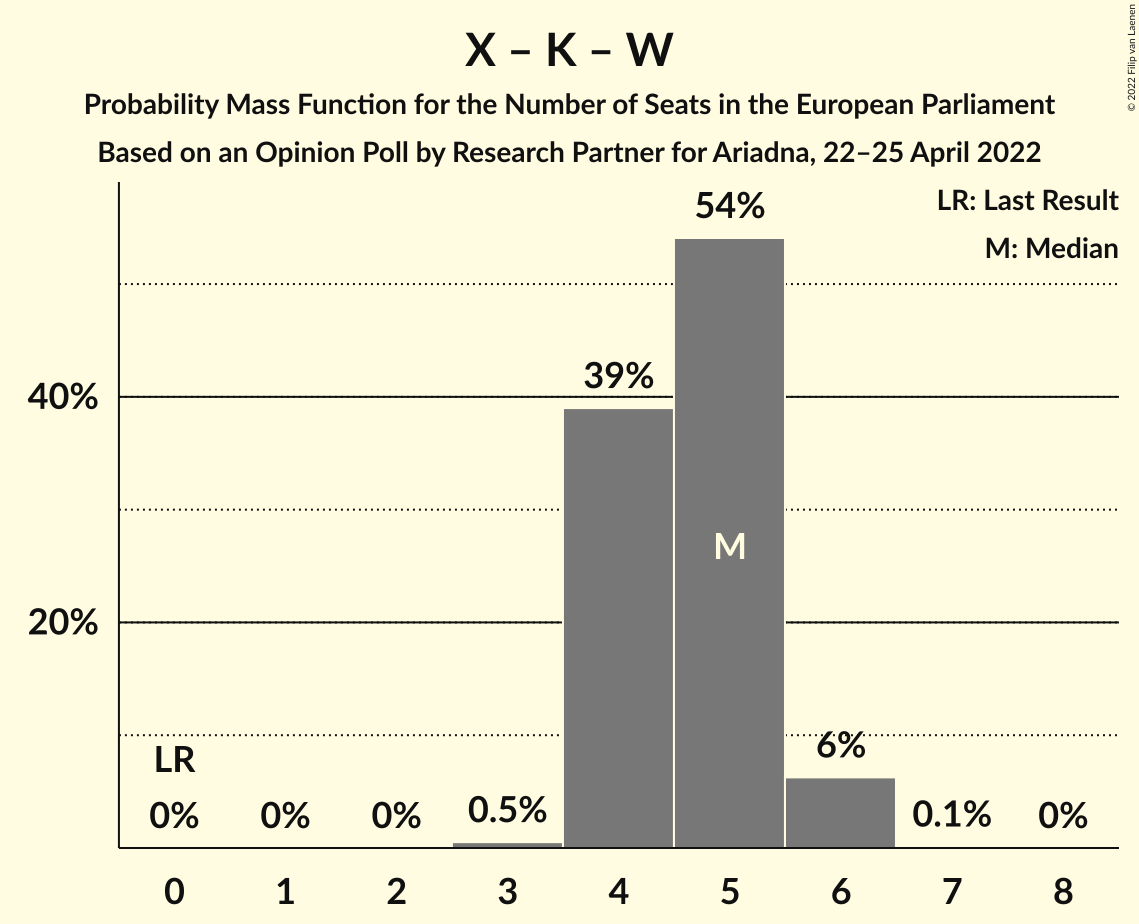 X – K – W
Probability Mass Function for the Number of Seats in the European Parliament
Based on an Opinion Poll by Research Partner for Ariadna, 22–25 April 2022
© 2022 Filip van Laenen
LR: Last Result
M: Median
54%
39%
40%
M
20%
6%
LR
0%
0%
0%
0.5%
0.1%
0%
0
1
2
3
4
5
6
7
8